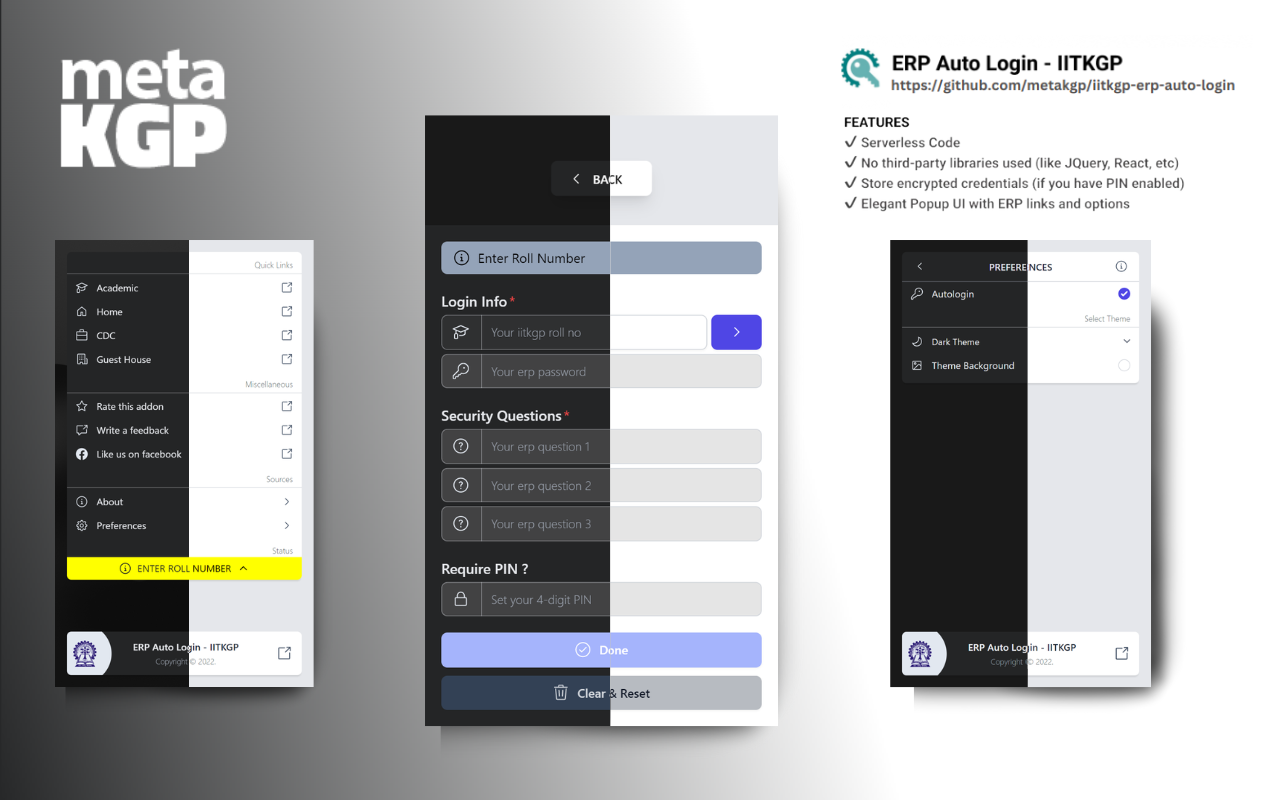 meta
KGP
ERP Auto Login - IITKGP
https://github.com/metakgp/iitkgp-erp-auto-login
FEATURES
✓ Serverless Code
✓ No third-party libraries used (like JQuery, React, etc)
✓ Store encrypted credentials (if you have PIN enabled)
✓ Elegant Popup UI with ERP links and options
Quick Links
Academic
Home
CDC
Guest House
Miscellaneous
Rate this addon
Write a feedback
Like us on facebook
Sources
About
Preferences
Status
ENTER ROLL NUMBER
ERP Auto Login - IITKGP
Copyright © 2022.
BACK
Enter Roll Number
Login Info *
Your iitkgp roll no
Your erp password
Security Questions *
Your erp question 1
Your erp question 2
Your erp question 3
Require PIN ?
Set your 4-digit PIN
Done
Clear & Reset
PREFERENCES
Autologin
Select Theme
Dark Theme
Theme Background
ERP Auto Login - IITKGP
Copyright © 2022.